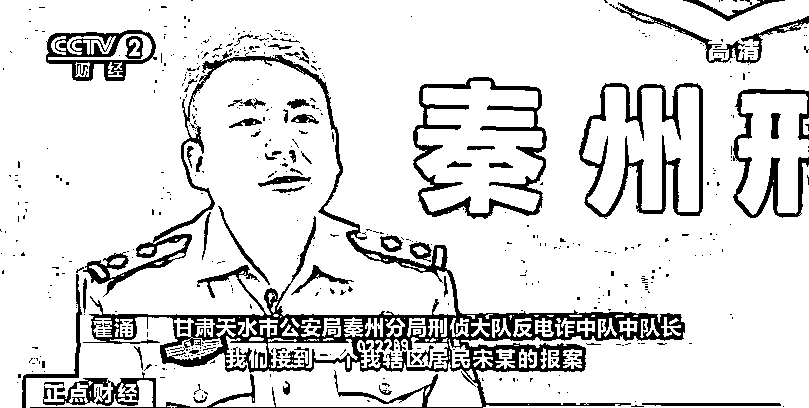 CCTV 2
财经
高清
秦州刑
霍涌 甘肃天水市公安局秦州分局刑侦大队反电诈中队中队长
022289
我们接到一个我辖区居民宋某的报案
正点财经